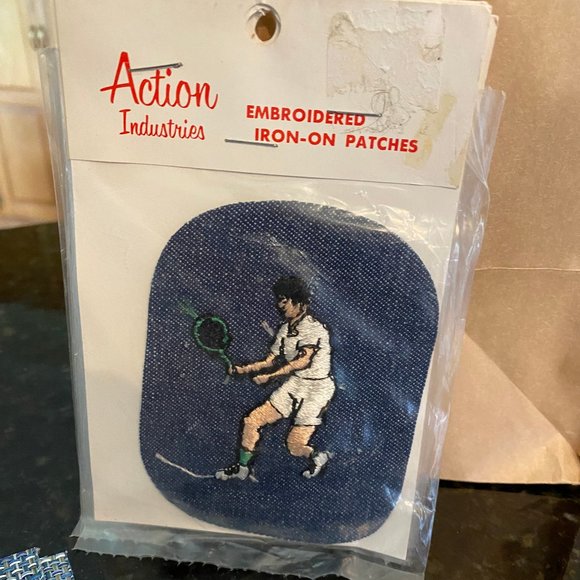 Action
Industries
EMBROIDERED
IRON-ON PATCHES